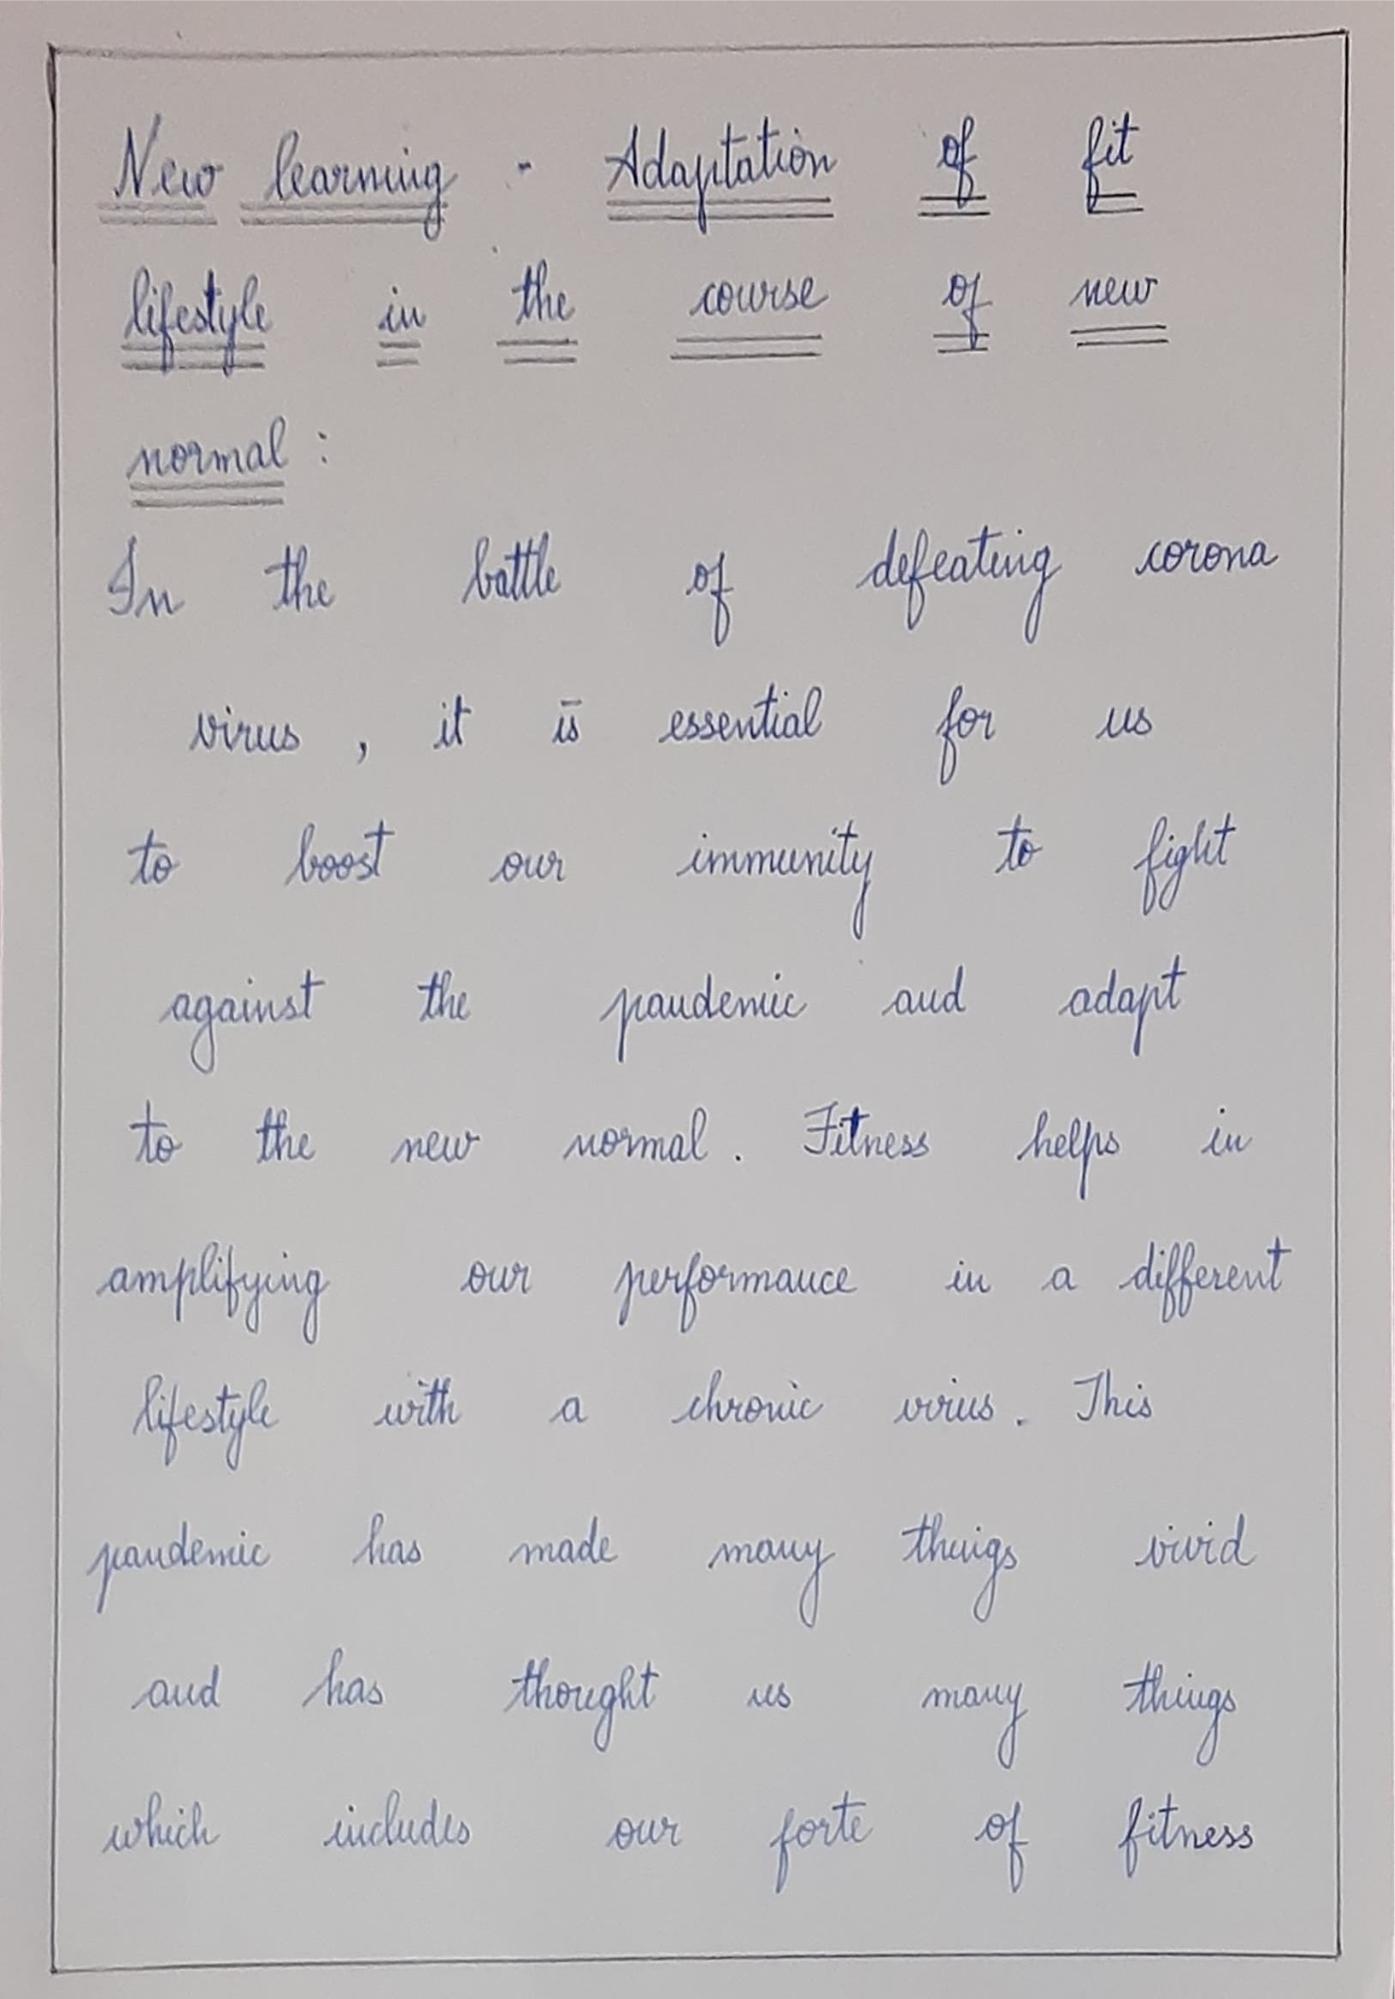 New learning - Adaptation of fit
lifestyle in the course of new
normal :
In the battle of defeating corona
virus , it is essential for us
to boost our immunity to fight
against the pandemic and adapt
to the new normal . Fitness helps in
amplifying our performance in a different
lifestyle with a chronic virus . This
pandemic has made many things vivid
and has thought us many things
which includes our forte of fitness